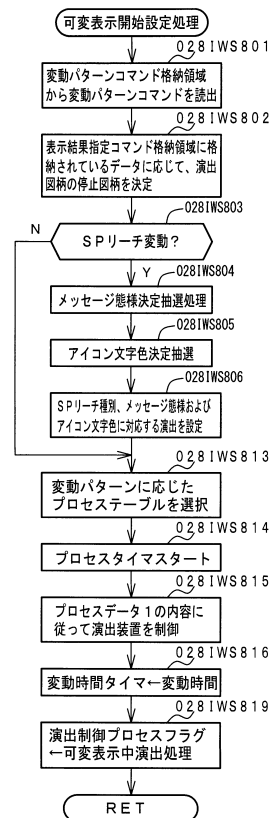 可変表示開始設定処理
028IWS801
変動パターンコマンド格納領域
から変動パターンコマンドを読出
028IWS802
表示結果指定コマンド格納領域に格
納されているデータに応じて、演出
図柄の停止図柄を決定
028IWS803
N
SPリーチ変動?
Y
028IWS804
メッセージ態様決定抽選処理
028IWS805
アイコン文字色決定抽選
028IWS806
SPリーチ種別、メッセージ態様および
アイコン文字色に対応する演出を設定
028IWS813
変動パターンに応じた
プロセステーブルを選択
028IWS814
プロセスタイマスタート
028IWS815
プロセスデータ1の内容に
従って演出装置を制御
028IWS816
変動時間タイマ←変動時間
028IWS819
演出制御プロセスフラグ
←可変表示中演出処理
RET